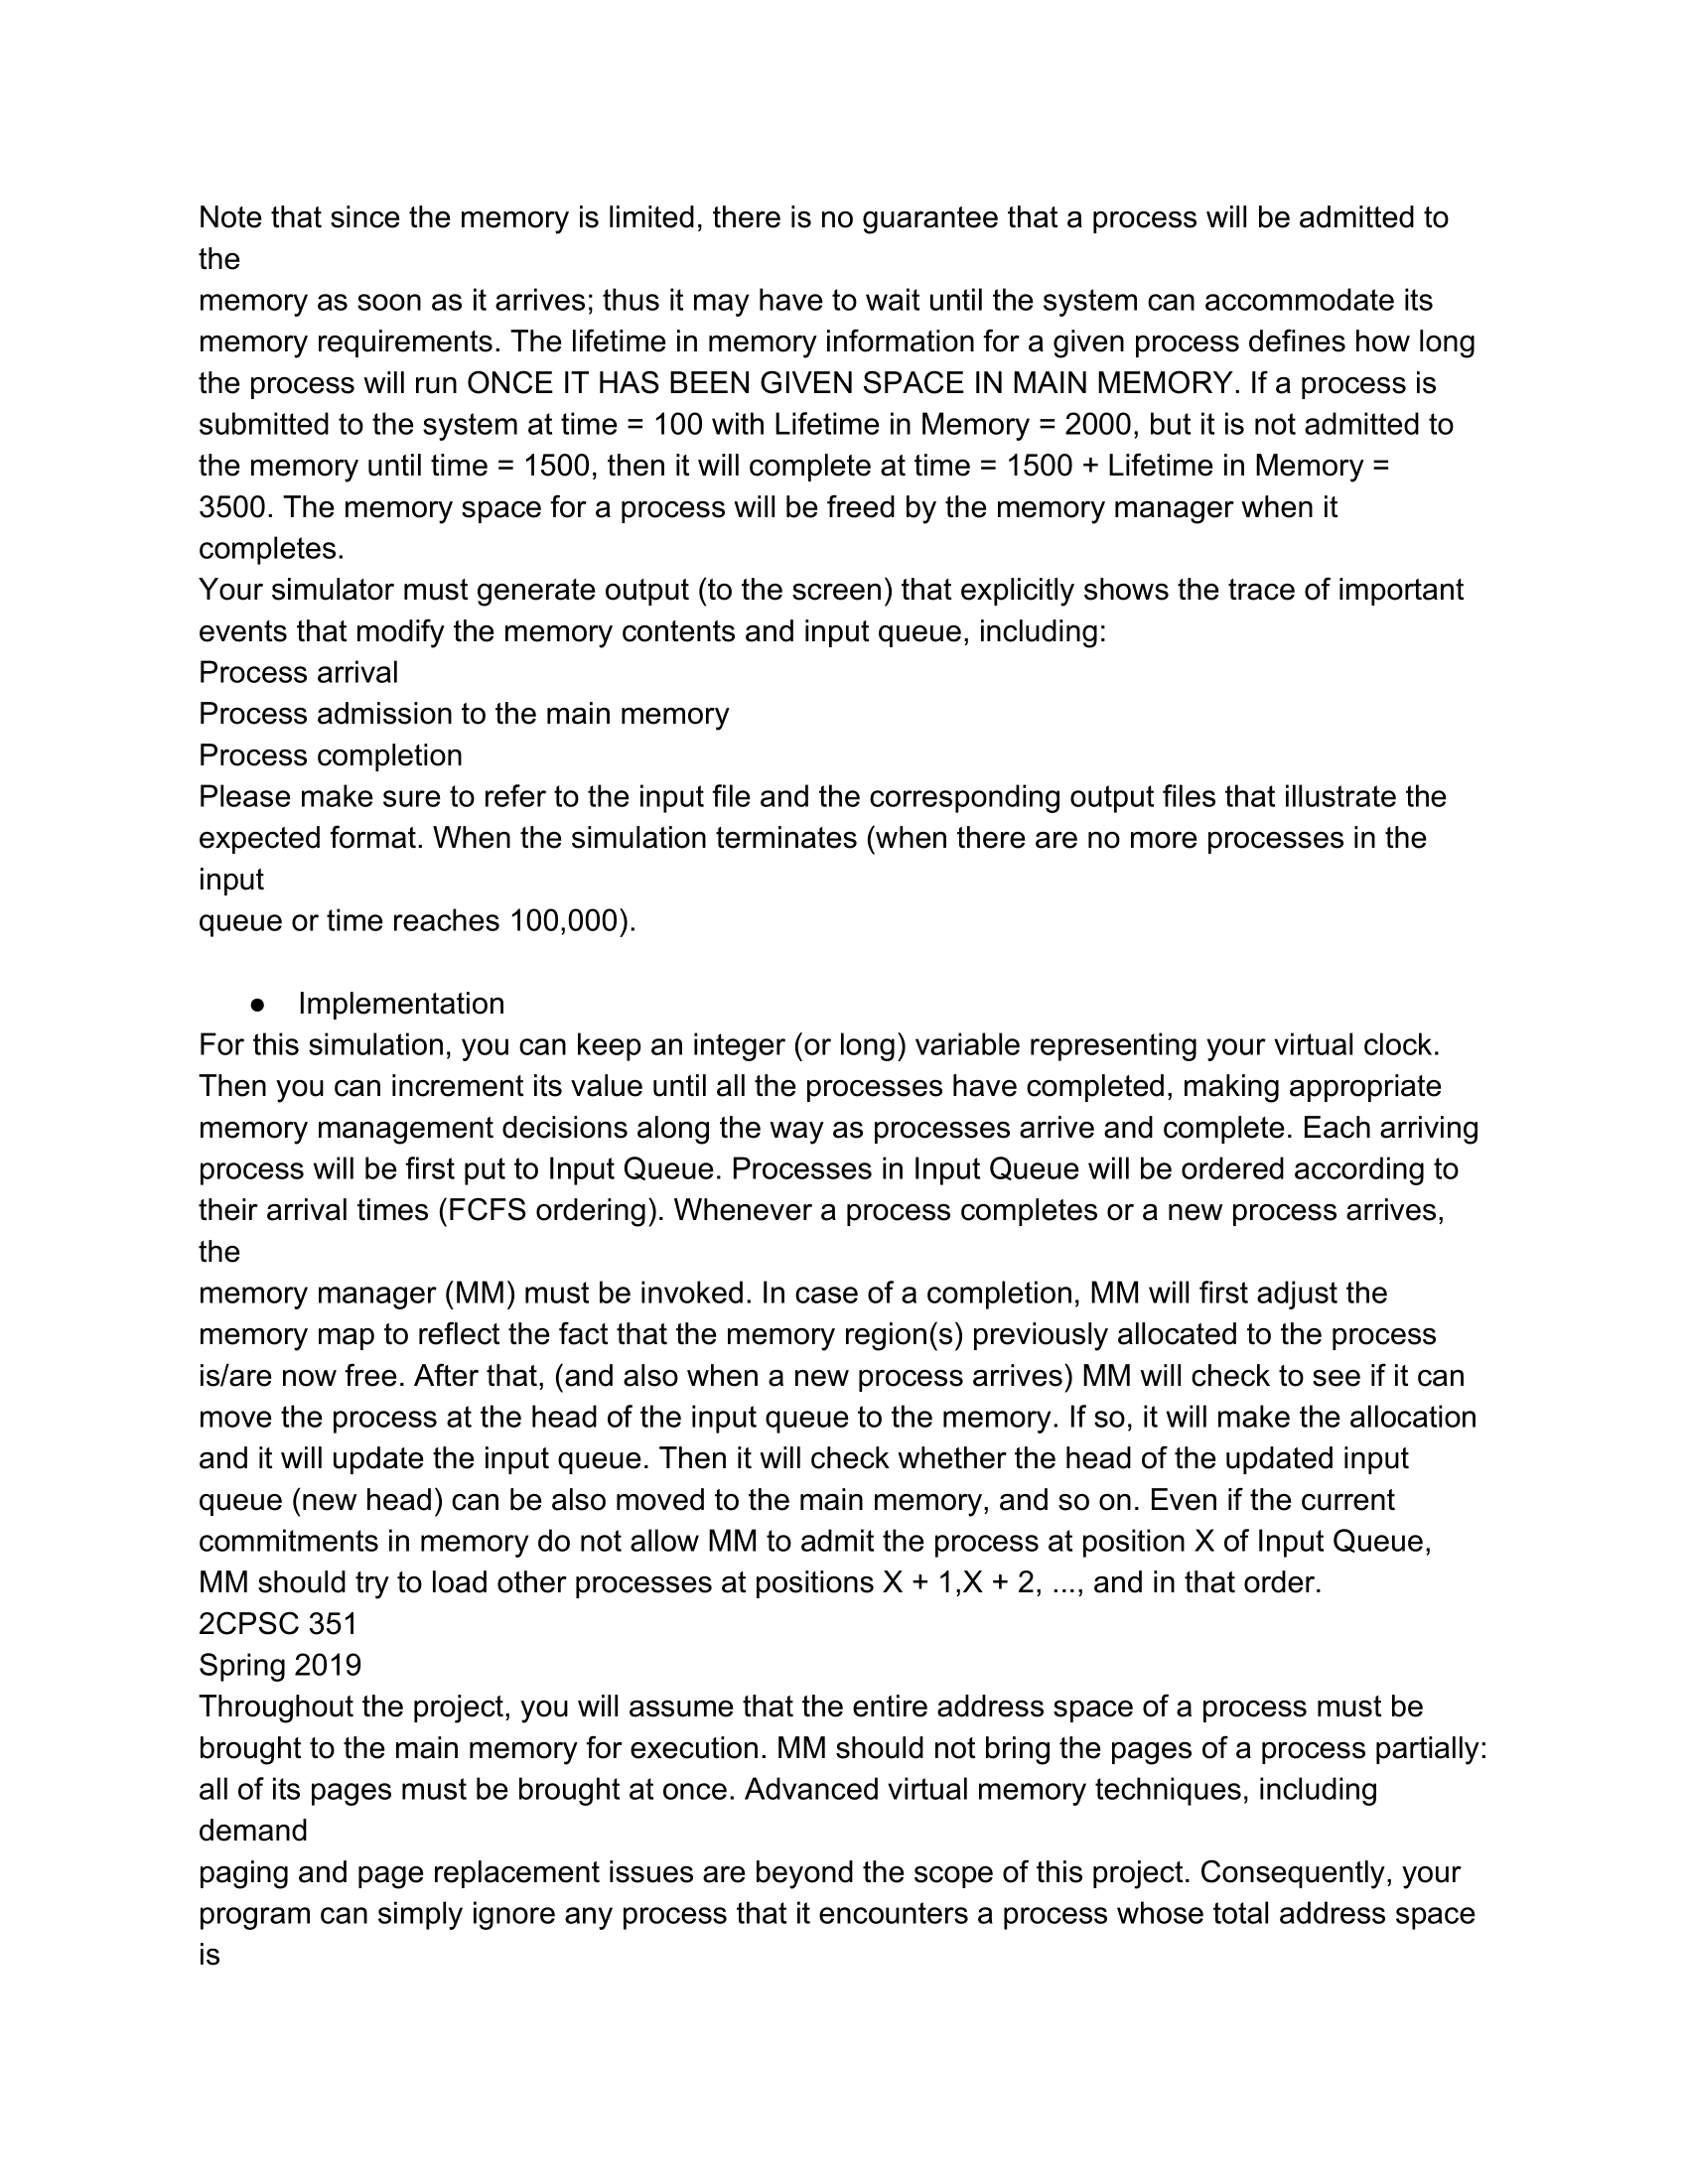 Note that since the memory is limited, there is no guarantee that a process will be admitted to
the
memory as soon as it arrives; thus it may have to wait until the system can accommodate its
memory requirements. The lifetime in memory information for a given process defines how long
the process will run ONCE IT HAS BEEN GIVEN SPACE IN MAIN MEMORY. If a process is
submitted to the system at time = 100 with Lifetime in Memory = 2000, but it is not admitted to
the memory until time = 1500, then it will complete at time = 1500 + Lifetime in Memory =
3500. The memory space for a process will be freed by the memory manager when it
completes.
Your simulator must generate output (to the screen) that explicitly shows the trace of important
events that modify the memory contents and input queue, including:
Process arrival
Process admission to the main memory
Process completion
Please make sure to refer to the input file and the corresponding output files that illustrate the
expected format. When the simulation terminates (when there are no more processes in the
input
queue or time reaches 100,000).
● Implementation
For this simulation, you can keep an integer (or long) variable representing your virtual clock.
Then you can increment its value until all the processes have completed, making appropriate
memory management decisions along the way as processes arrive and complete. Each arriving
process will be first put to Input Queue. Processes in Input Queue will be ordered according to
their arrival times (FCFS ordering). Whenever a process completes or a new process arrives,
the
memory manager (MM) must be invoked. In case of a completion, MM will first adjust the
memory map to reflect the fact that the memory region(s) previously allocated to the process
is/are now free. After that, (and also when a new process arrives) MM will check to see if it can
move the process at the head of the input queue to the memory. If so, it will make the allocation
and it will update the input queue. Then it will check whether the head of the updated input
queue (new head) can be also moved to the main memory, and so on. Even if the current
commitments in memory do not allow MM to admit the process at position X of Input Queue,
MM should try to load other processes at positions X + 1,X + 2, ..., and in that order.
2CPSC 351
Spring 2019
Throughout the project, you will assume that the entire address space of a process must be
brought to the main memory for execution. MM should not bring the pages of a process partially:
all of its pages must be brought at once. Advanced virtual memory techniques, including
demand
paging and page replacement issues are beyond the scope of this project. Consequently, your
program can simply ignore any process that it encounters a process whose total address space
is